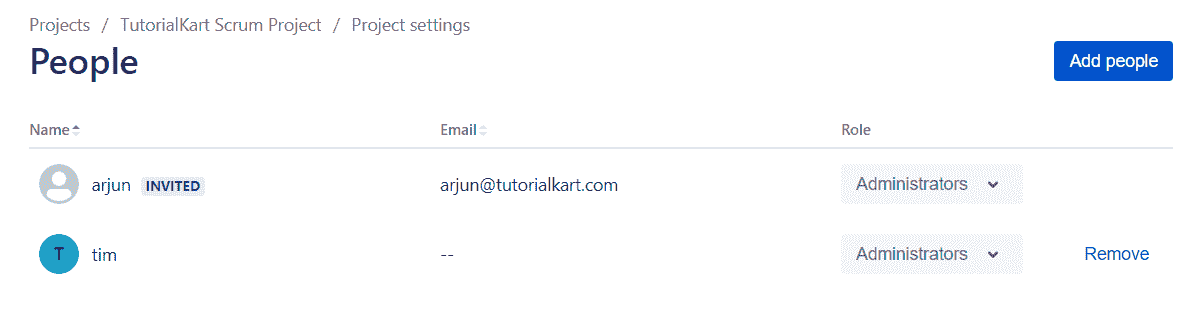 Projects / TutorialKart Scrum Project / Project settings
People
Add people
Name Email Role
arjun INVITED arjun@tutorialkart.com Administrators
T tim -- Administrators Remove